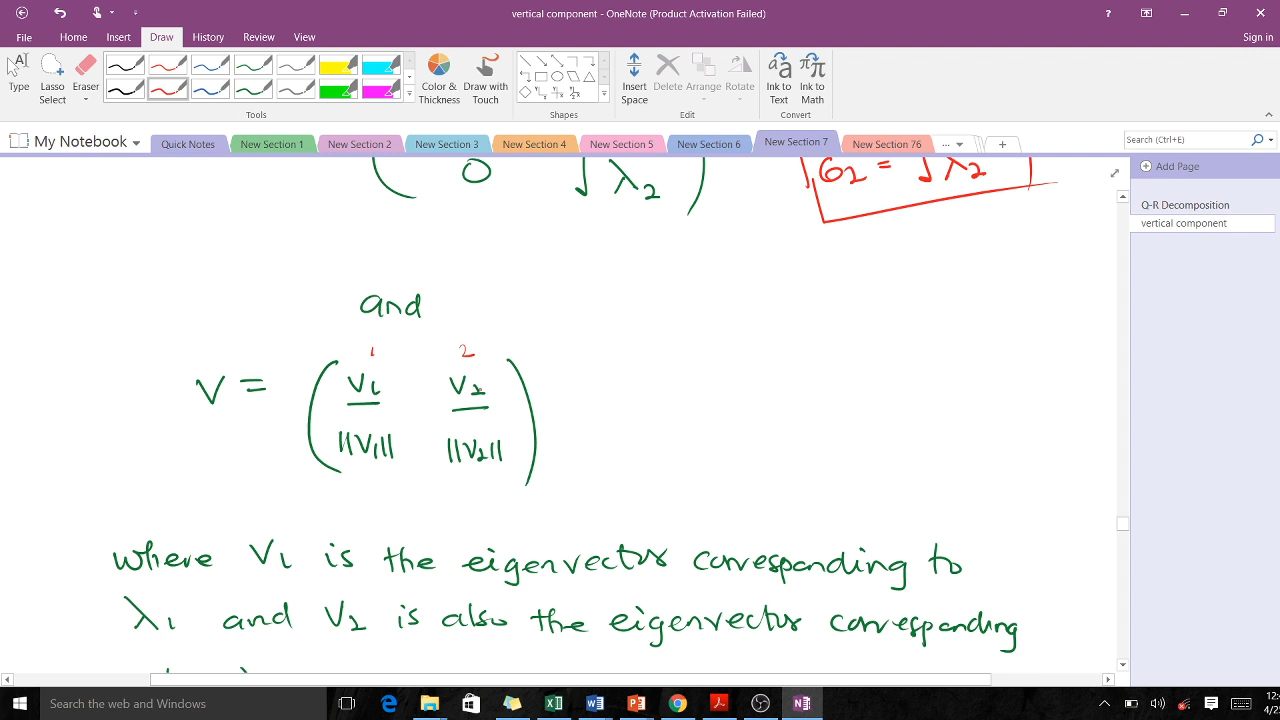 vertical component - OneNote (Product Activation Failed)
File Home Insert Draw History Review View Sign in
Type Lasso Select Eraser Color & Thickness Draw with Touch Insert Space Delete Arrange Rotate Ink to Text Ink to Math
Tools Shapes Edit Convert
My Notebook Quick Notes New Section 1 New Section 2 New Section 3 New Section 4 New Section 5 New Section 6 New Section 7 New Section 76 ... + Search (Ctrl+E)
Add Page
Q-R Decomposition
vertical component
0 √λ2
σ2 = √λ2
and
1 2
V = ( V1 V2
||V1|| ||V2|| )
where V1 is the eigenvector corresponding to
λ1 and V2 is also the eigenvector corresponding
Search the web and Windows
12:
4/2